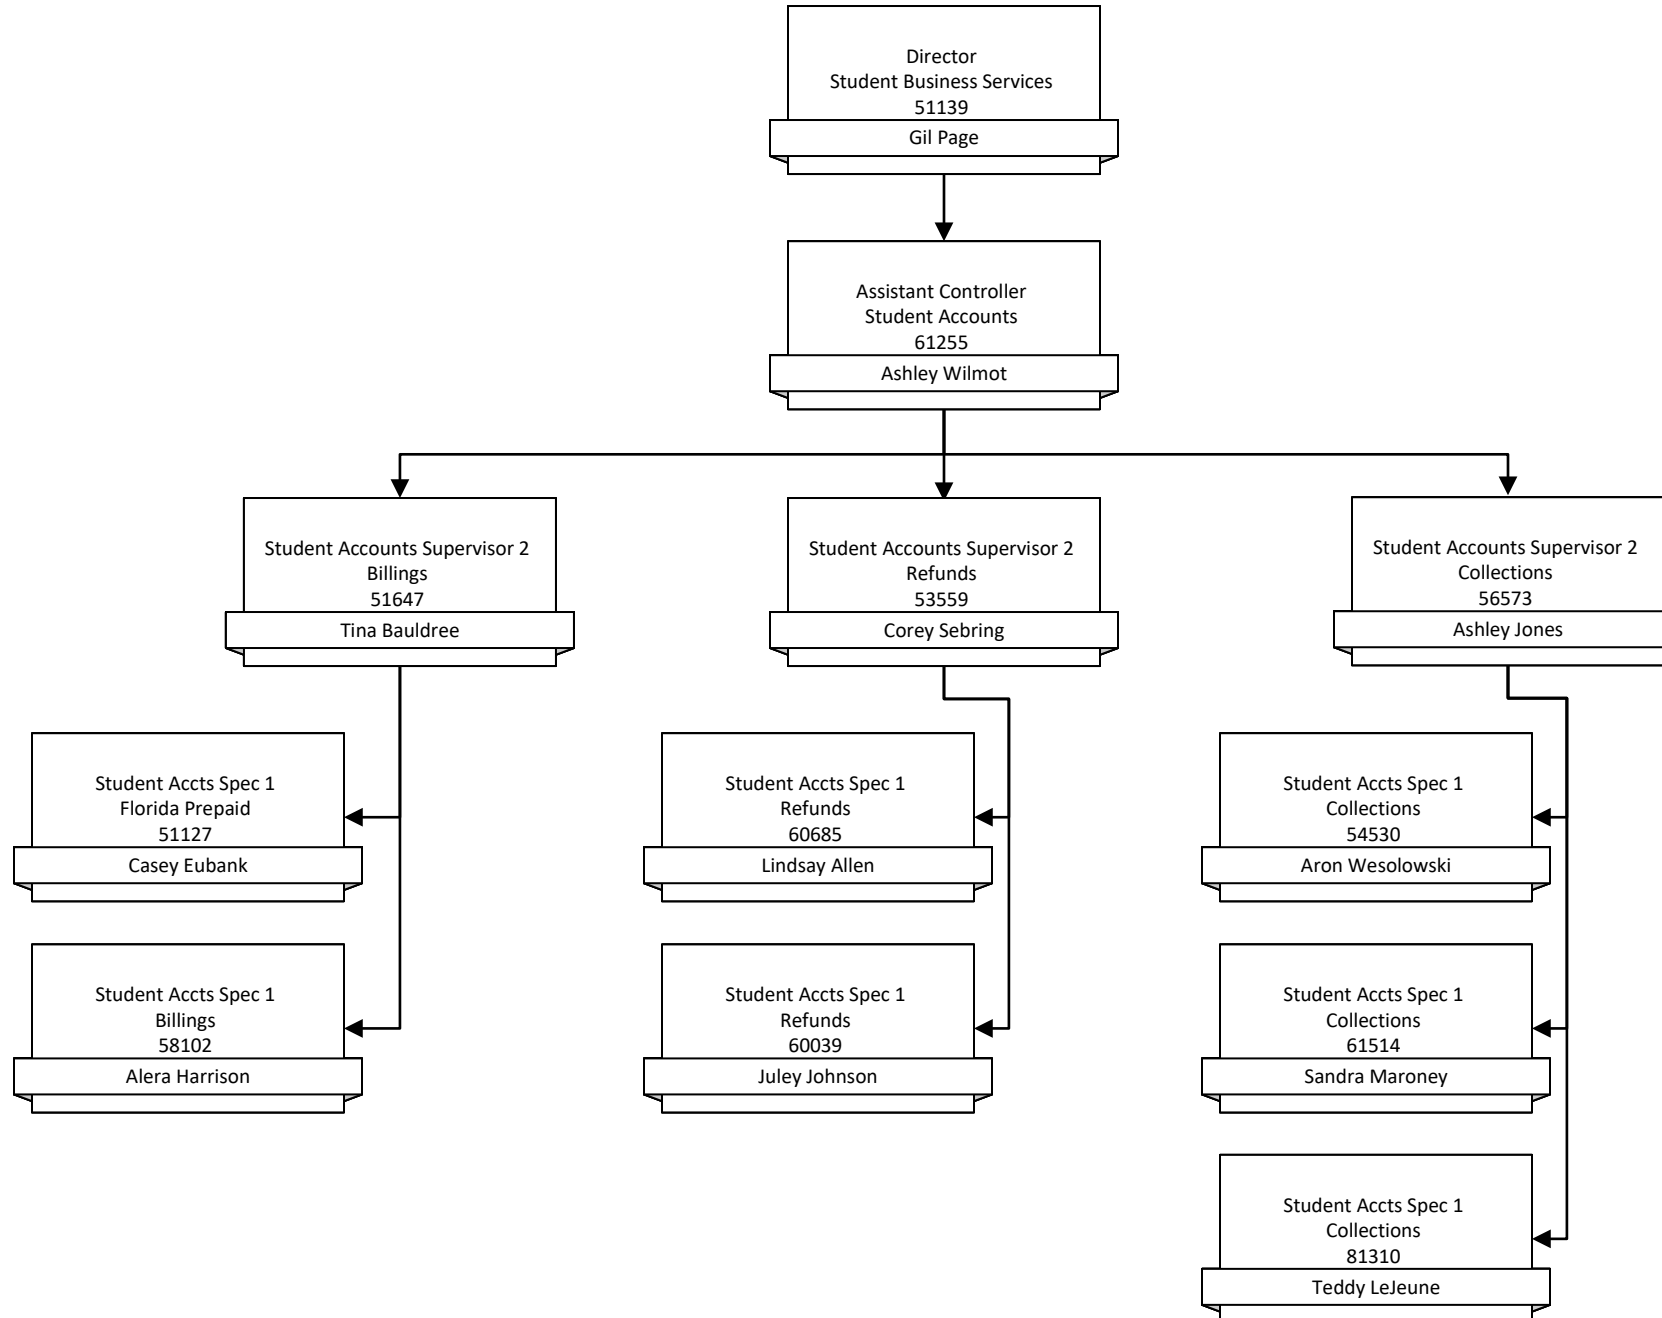 Director
Student Business Services
51139
Gil Page
Assistant Controller
Student Accounts
61255
Ashley Wilmot
Student Accounts Supervisor 2
Billings
51647
Tina Bauldree
Student Accounts Supervisor 2
Refunds
53559
Corey Sebring
Student Accounts Supervisor 2
Collections
56573
Ashley Jones
Student Accts Spec 1
Florida Prepaid
51127
Casey Eubank
Student Accts Spec 1
Refunds
60685
Lindsay Allen
Student Accts Spec 1
Collections
54530
Aron Wesolowski
Student Accts Spec 1
Billings
58102
Alera Harrison
Student Accts Spec 1
Refunds
60039
Juley Johnson
Student Accts Spec 1
Collections
61514
Sandra Maroney
Student Accts Spec 1
Collections
81310
Teddy LeJeune